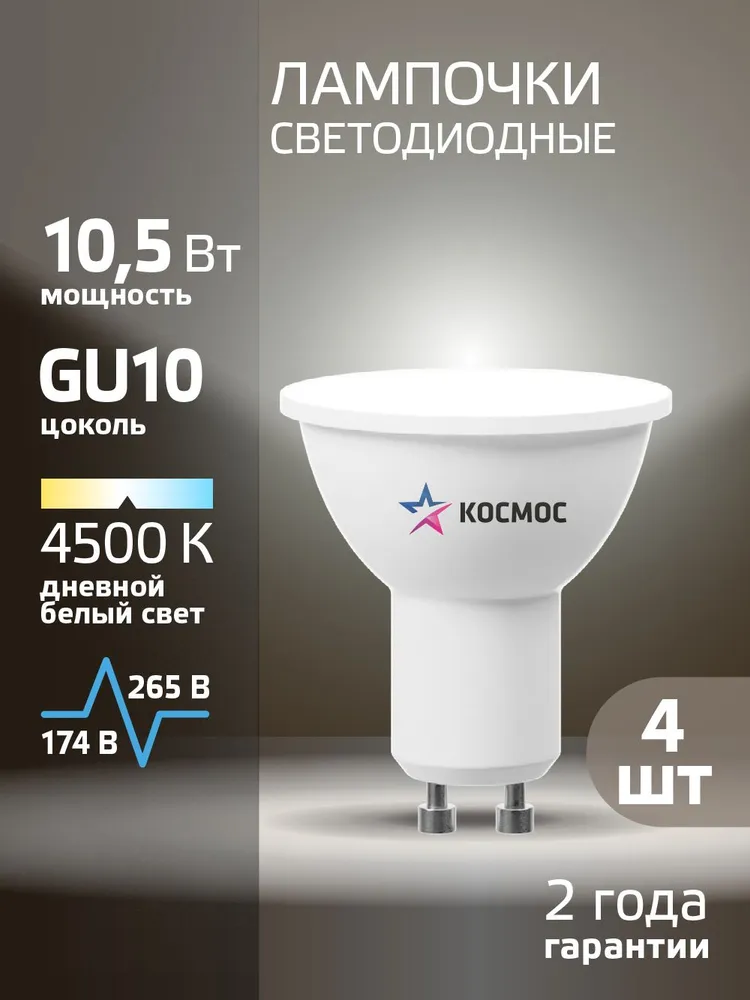 ЛАМПОЧКИ
СВЕТОДИОДНЫЕ
10,5 Вт
мощность
GU10
цоколь
4500 К
дневной
белый свет
265 В
174 В
КОСМОС
4
шт
2 года
гарантии